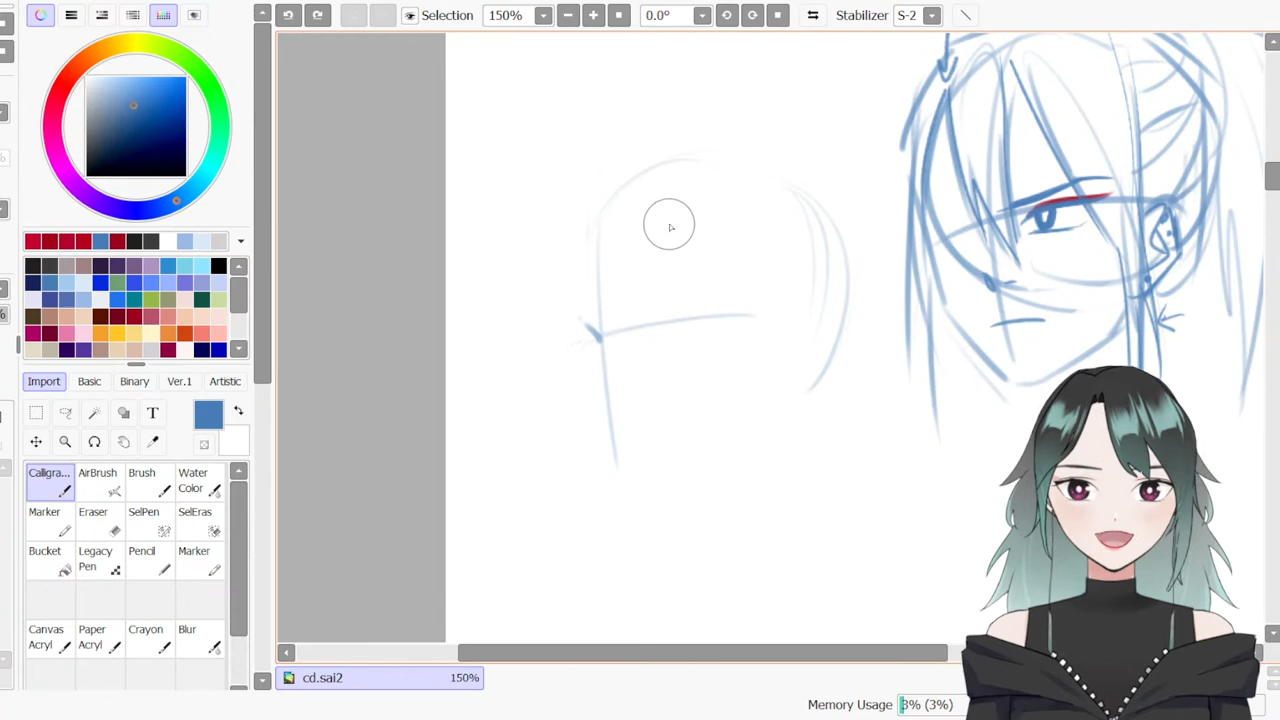 Selection 150% 0.0° Stabilizer S-2
Import Basic Binary Ver.1 Artistic
T
Calligra... AirBrush Brush Water Color
Marker Eraser SelPen SelEras
Bucket Legacy Pen Pencil Marker
Canvas Acryl Paper Acryl Crayon Blur
cd.sai2 150%
Memory Usage 3% (3%)